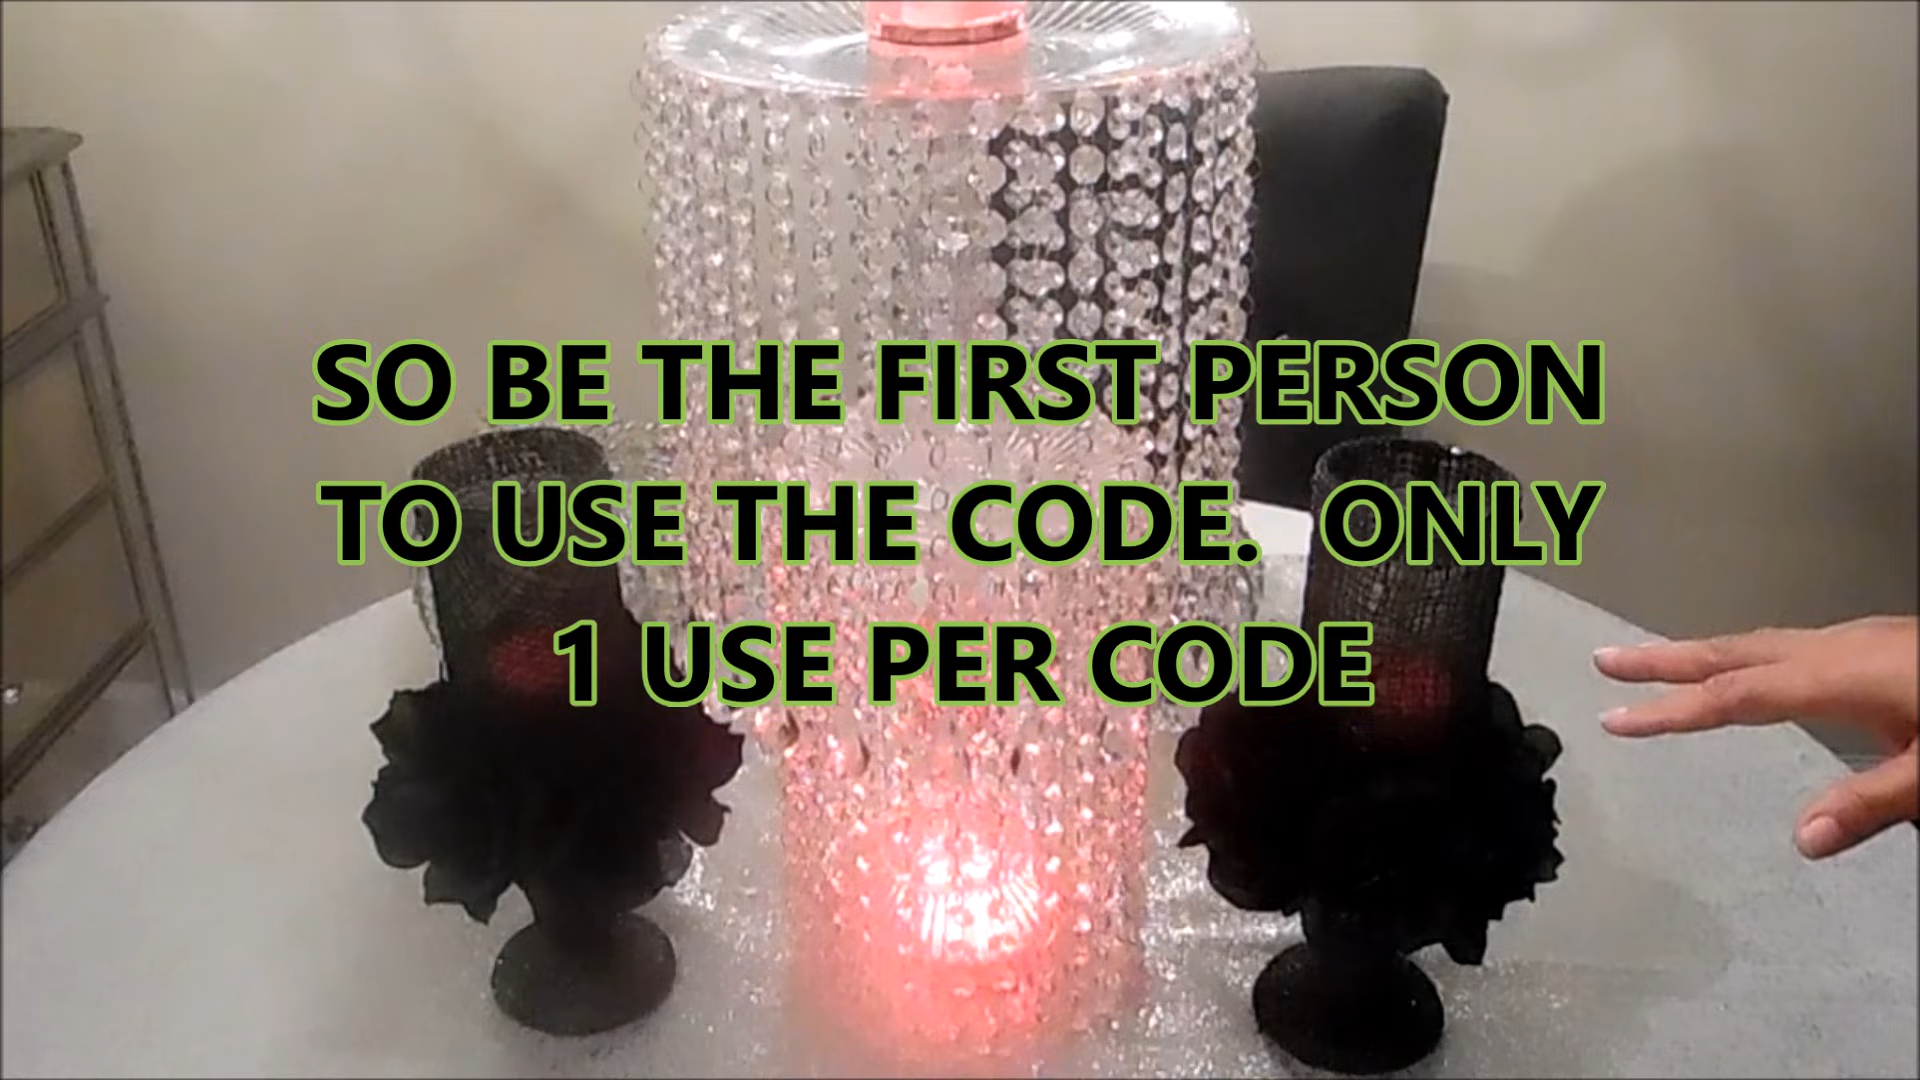 SO BE THE FIRST PERSON
TO USE THE CODE.  ONLY
1 USE PER CODE